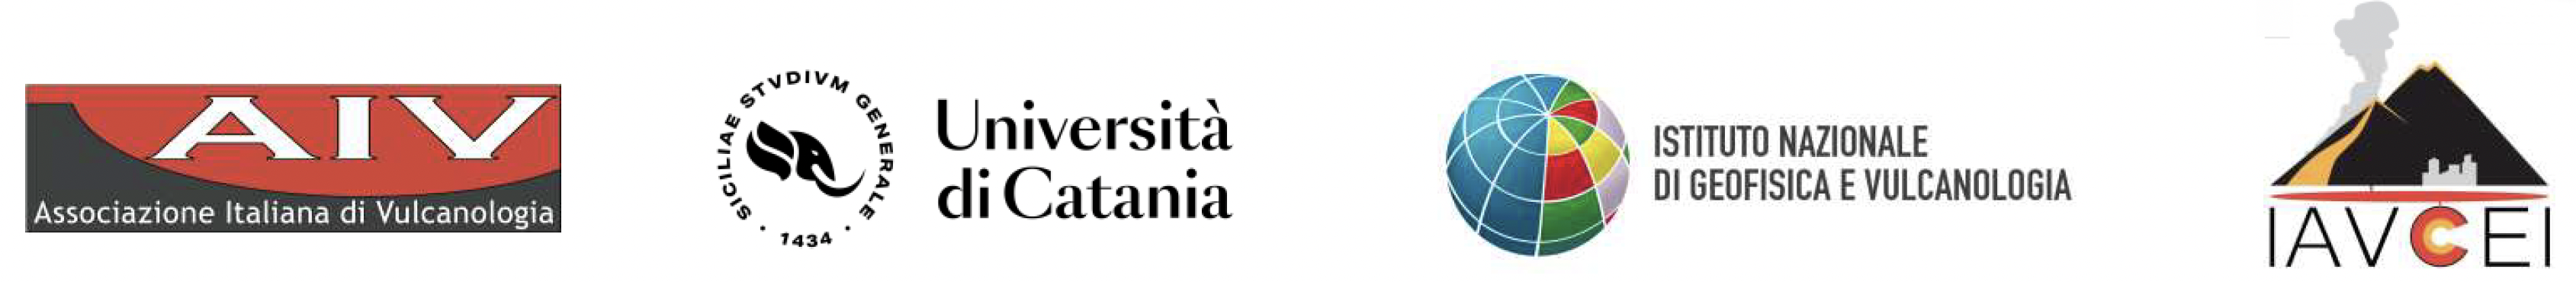 AIV
Associazione Italiana di Vulcanologia
SICILIAE STVDIVM GENERALE
· 1434 ·
Università
di Catania
ISTITUTO NAZIONALE
DI GEOFISICA E VULCANOLOGIA
IAVCEI